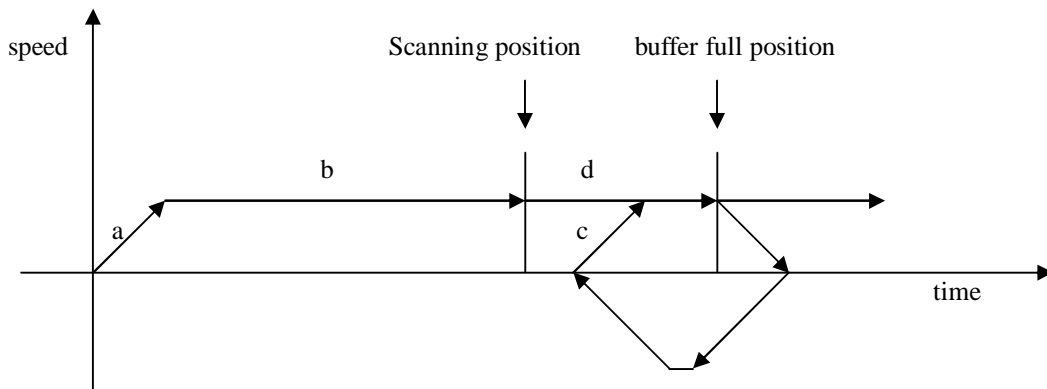 speed
Scanning position
buffer full position
b
d
a
c
time